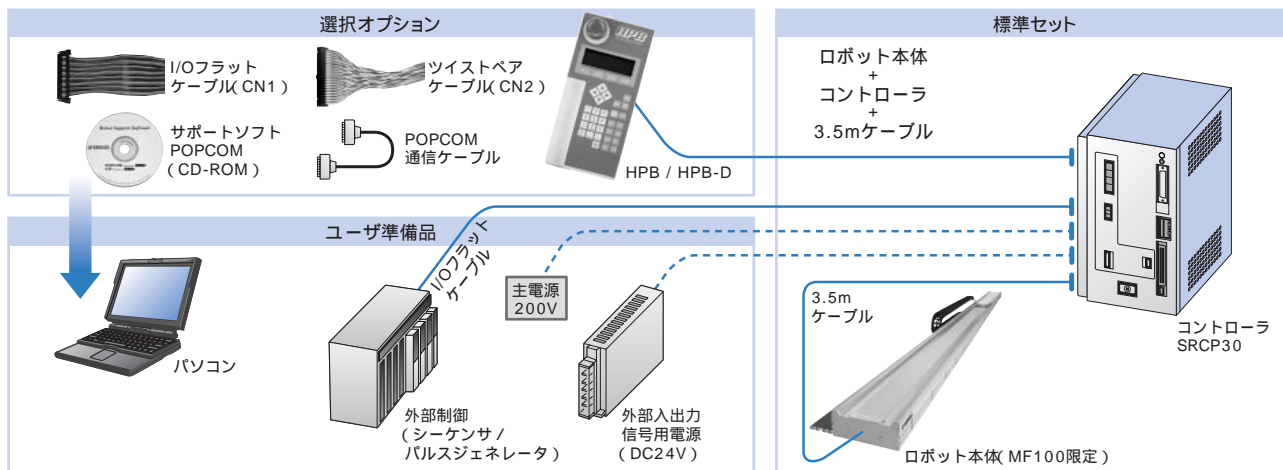 選択オプション
I/Oフラット
ケーブル(CN1)
ツイストペア
ケーブル(CN2)
HPB
サポートソフト
POPCOM
(CD-ROM)
POPCOM
通信ケーブル
HPB / HPB-D
ユーザ準備品
パソコン
I/Oフラット
ケーブル
外部制御
(シーケンサ/
パルスジェネレータ)
主電源
200V
外部入出力
信号用電源
(DC24V)
標準セット
ロボット本体
+
コントローラ
+
3.5mケーブル
3.5m
ケーブル
コントローラ
SRCP30
ロボット本体(MF100限定)